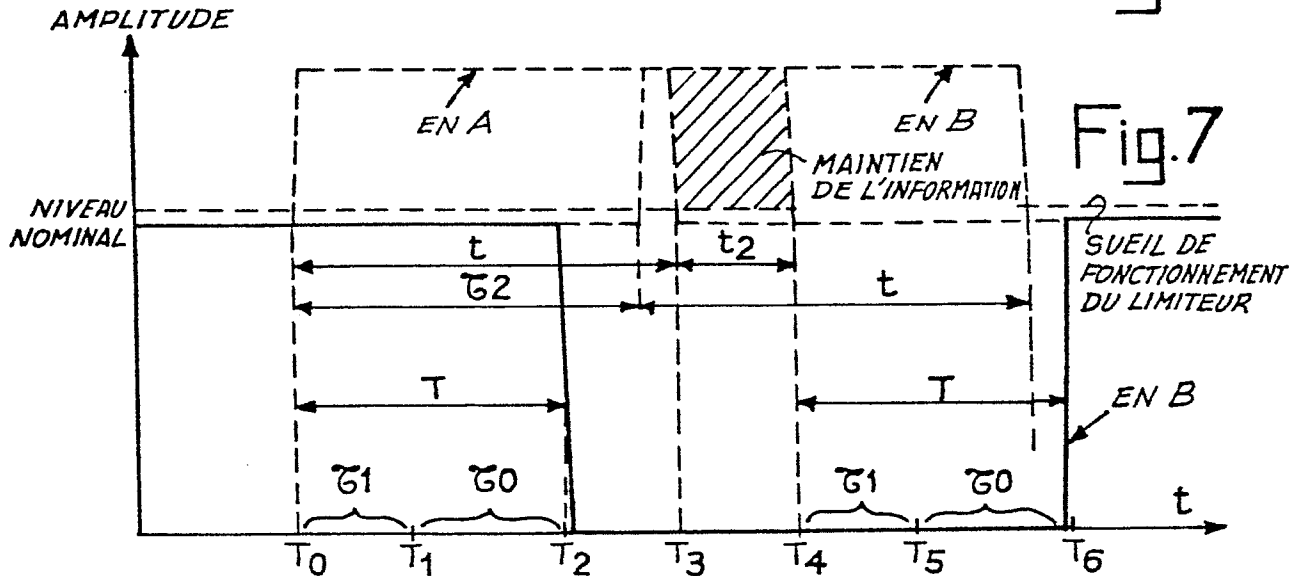 AMPLITUDE
EN A
EN B
Fig.7
MAINTIEN
DE L'INFORMATION
NIVEAU
NOMINAL
t
t2
SUEIL DE
FONCTIONNEMENT
DU LIMITEUR
τ2
t
T
T
EN B
τ1
τ0
τ1
τ0
t
T0
T1
T2
T3
T4
T5
T6